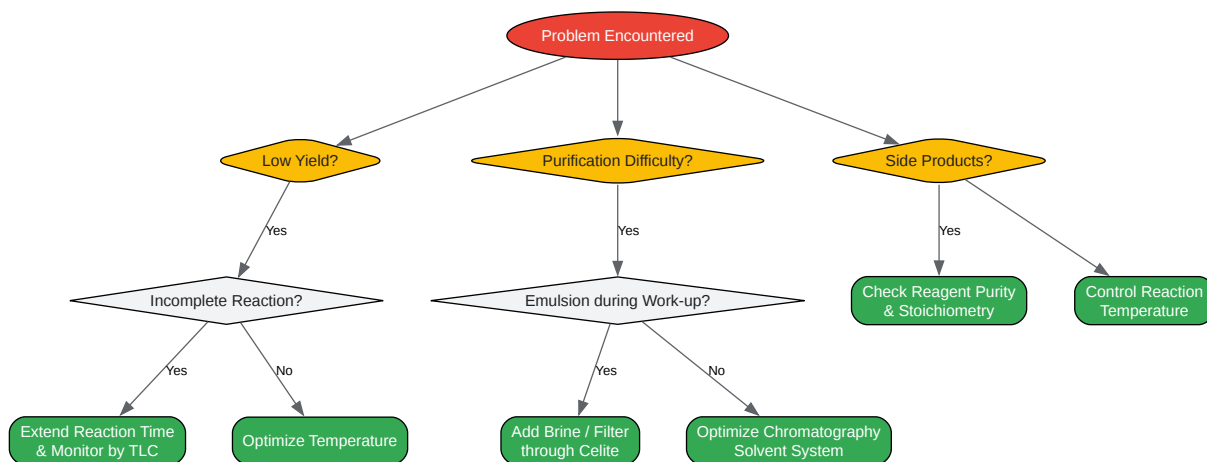 Problem Encountered
Low Yield?
Purification Difficulty?
Side Products?
Yes
Yes
Yes
Incomplete Reaction?
Emulsion during Work-up?
Check Reagent Purity
& Stoichiometry
Control Reaction
Temperature
Yes
No
Yes
No
Extend Reaction Time
& Monitor by TLC
Optimize Temperature
Add Brine / Filter
through Celite
Optimize Chromatography
Solvent System